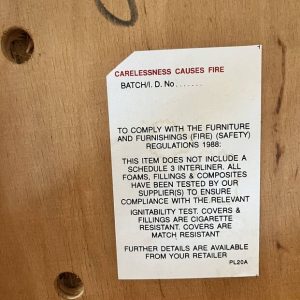 CARELESSNESS CAUSES FIRE
BATCH/I. D. No.......
TO COMPLY WITH THE FURNITURE
AND FURNISHINGS (FIRE) (SAFETY)
REGULATIONS 1988:
THIS ITEM DOES NOT INCLUDE A
SCHEDULE 3 INTERLINER. ALL
FOAMS, FILLINGS & COMPOSITES
HAVE BEEN TESTED BY OUR
SUPPLIER(S) TO ENSURE
COMPLIANCE WITH THE RELEVANT
IGNITABILITY TEST. COVERS &
FILLINGS ARE CIGARETTE
RESISTANT. COVERS ARE
MATCH RESISTANT
FURTHER DETAILS ARE AVAILABLE
FROM YOUR RETAILER
PL20A